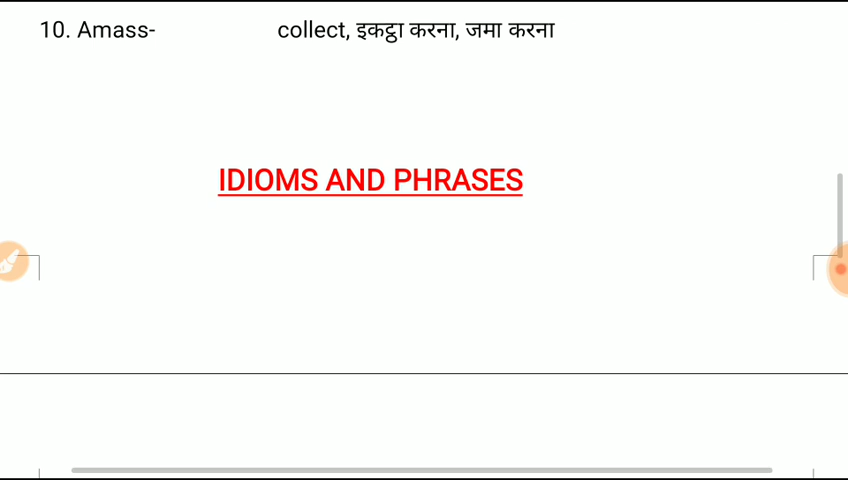 10. Amass- collect, इकट्ठा करना, जमा करना
IDIOMS AND PHRASES